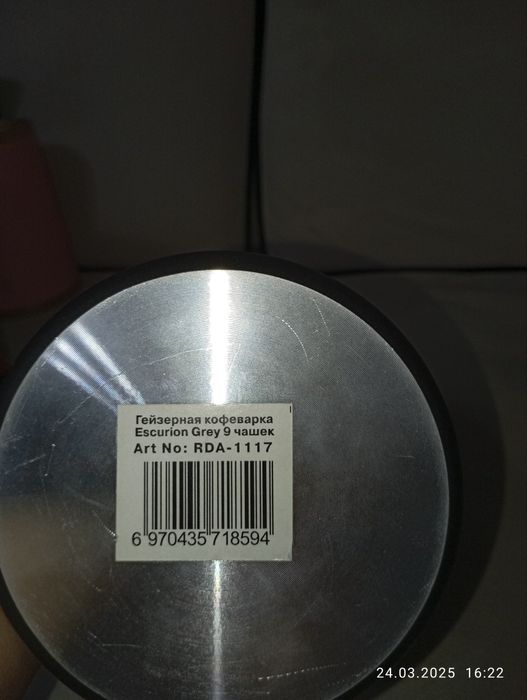 Гейзерная кофеварка
Escurion Grey 9 чашек
Art No: RDA-1117
6 970435 718594
24.03.2025 16:22